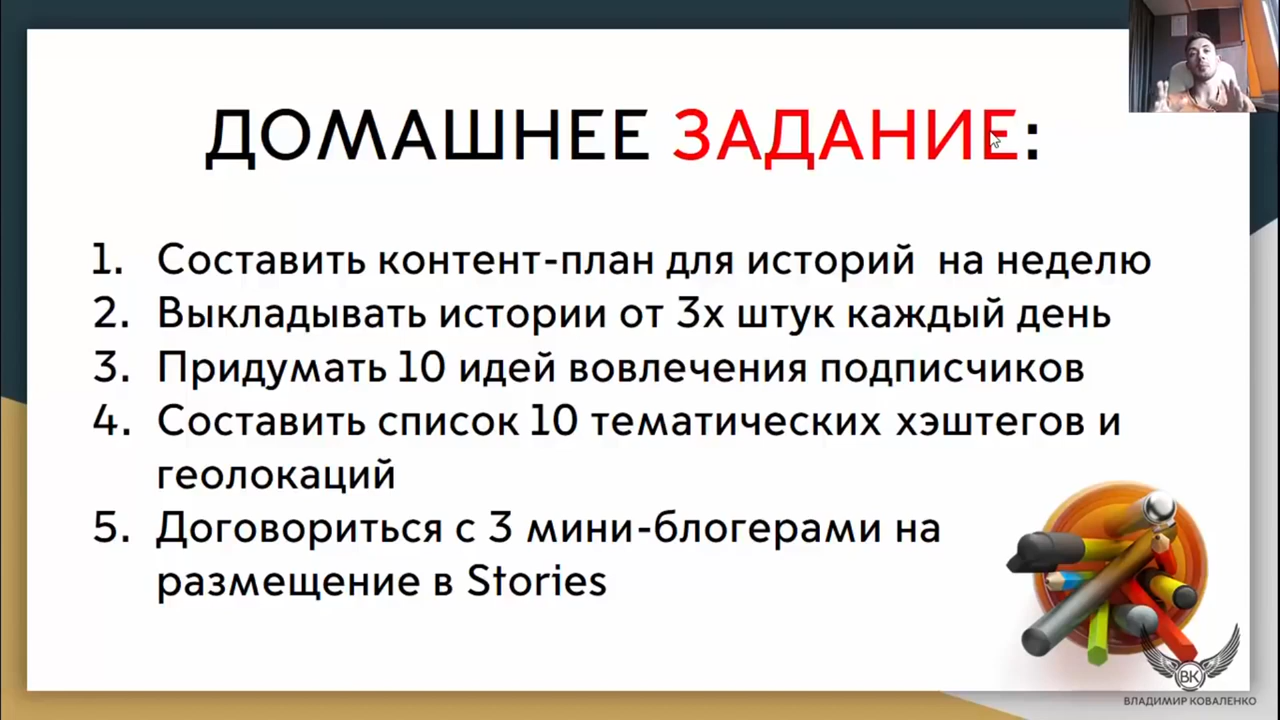 ДОМАШНЕЕ ЗАДАНИЕ:
1. Составить контент-план для историй на неделю
2. Выкладывать истории от 3х штук каждый день
3. Придумать 10 идей вовлечения подписчиков
4. Составить список 10 тематических хэштегов и
геолокаций
5. Договориться с 3 мини-блогерами на
размещение в Stories
ВК
ВЛАДИМИР КОВАЛЕНКО